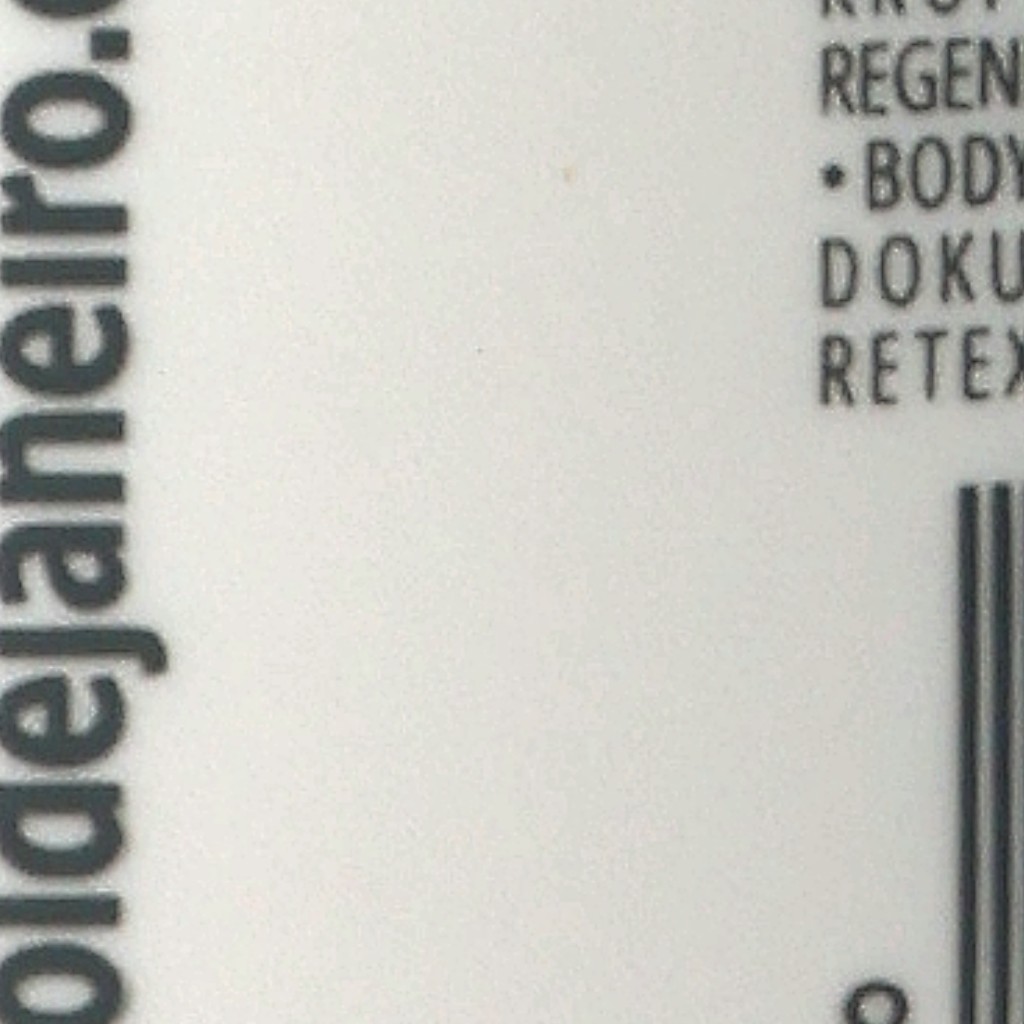 oldejaneiro.
REGEN
• BODY
DOKU
RETEX